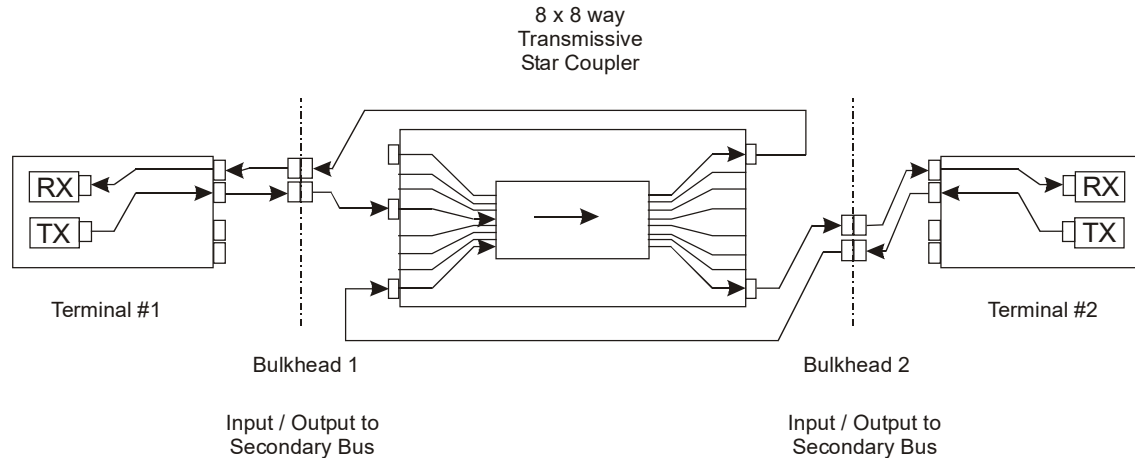 8 x 8 way
Transmissive
Star Coupler
RX
TX
RX
TX
Terminal #1
Terminal #2
Bulkhead 1
Bulkhead 2
Input / Output to
Secondary Bus
Input / Output to
Secondary Bus